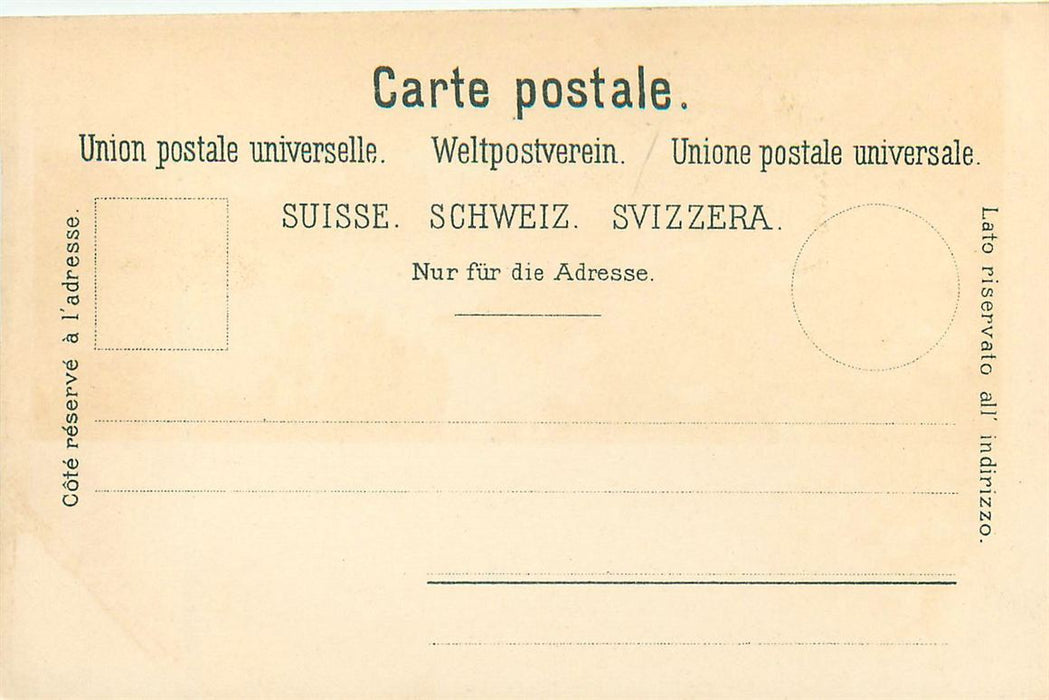 Carte postale.
Union postale universelle. Weltpostverein. Unione postale universale.
SUISSE. SCHWEIZ. SVIZZERA.
Nur für die Adresse.
Côté réservé à l'adresse.
Lato riservato all' indirizzo.